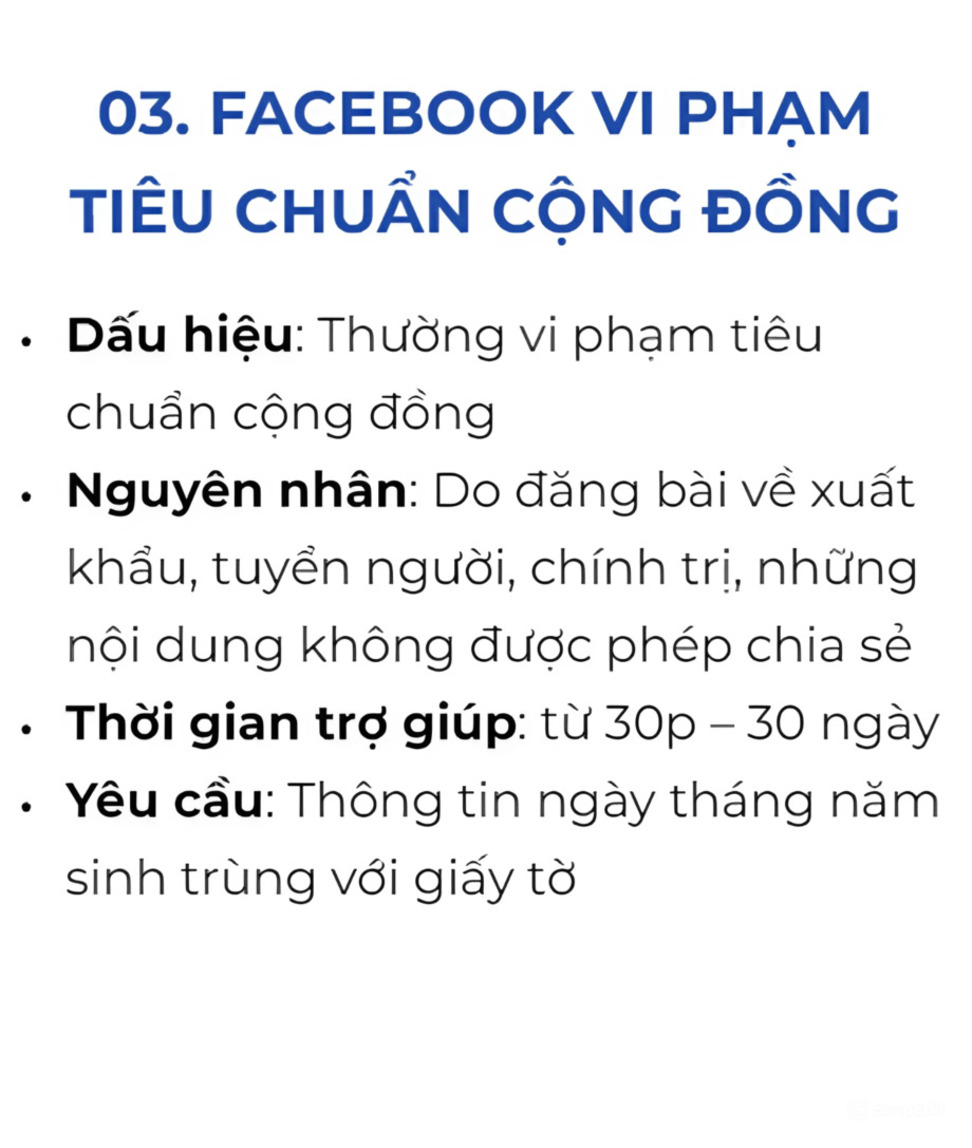 03. FACEBOOK VI PHẠM
TIÊU CHUẨN CỘNG ĐỒNG
• Dấu hiệu: Thường vi phạm tiêu
chuẩn cộng đồng
• Nguyên nhân: Do đăng bài về xuất
khẩu, tuyển người, chính trị, những
nội dung không được phép chia sẻ
• Thời gian trợ giúp: từ 30p – 30 ngày
• Yêu cầu: Thông tin ngày tháng năm
sinh trùng với giấy tờ